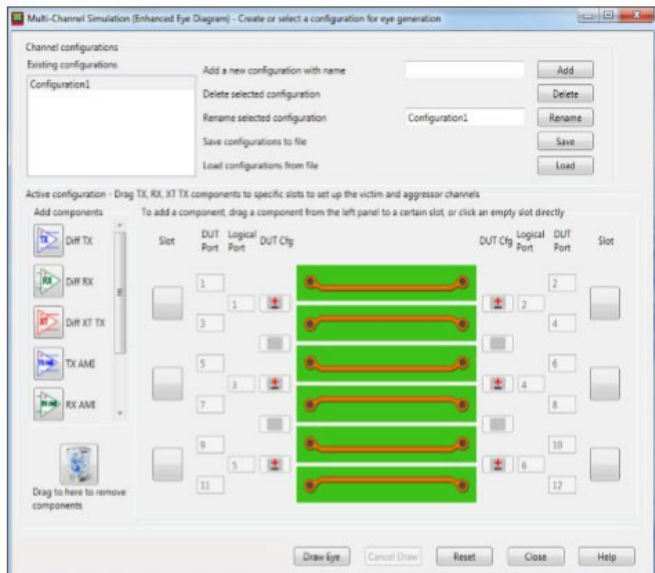 Multi-Channel Simulation (Enhanced Eye Diagram) - Create or select a configuration for eye generation
Channel configurations
Existing configurations
Configuration1
Add a new configuration with name
Add
Delete selected configuration
Delete
Rename selected configuration
Configuration1
Rename
Save configurations to file
Save
Load configurations from file
Load
Active configuration - Drag TX, RX, XT TX components to specific slots to set up the victim and aggressor channels
Add components
To add a component, drag a component from the left panel to a certain slot, or click an empty slot directly
TX Diff TX
RX Diff RX
XT Diff XT TX
TX AMI TX AMI
RX AMI RX AMI
Drag to here to remove
components
Slot DUT Port Logical Port DUT Cfg
DUT Cfg Logical Port DUT Port Slot
1 2
1 2
3 4
5 6
3 4
7 8
9 10
5 6
11 12
Draw Eye Cancel Draw Reset Close Help